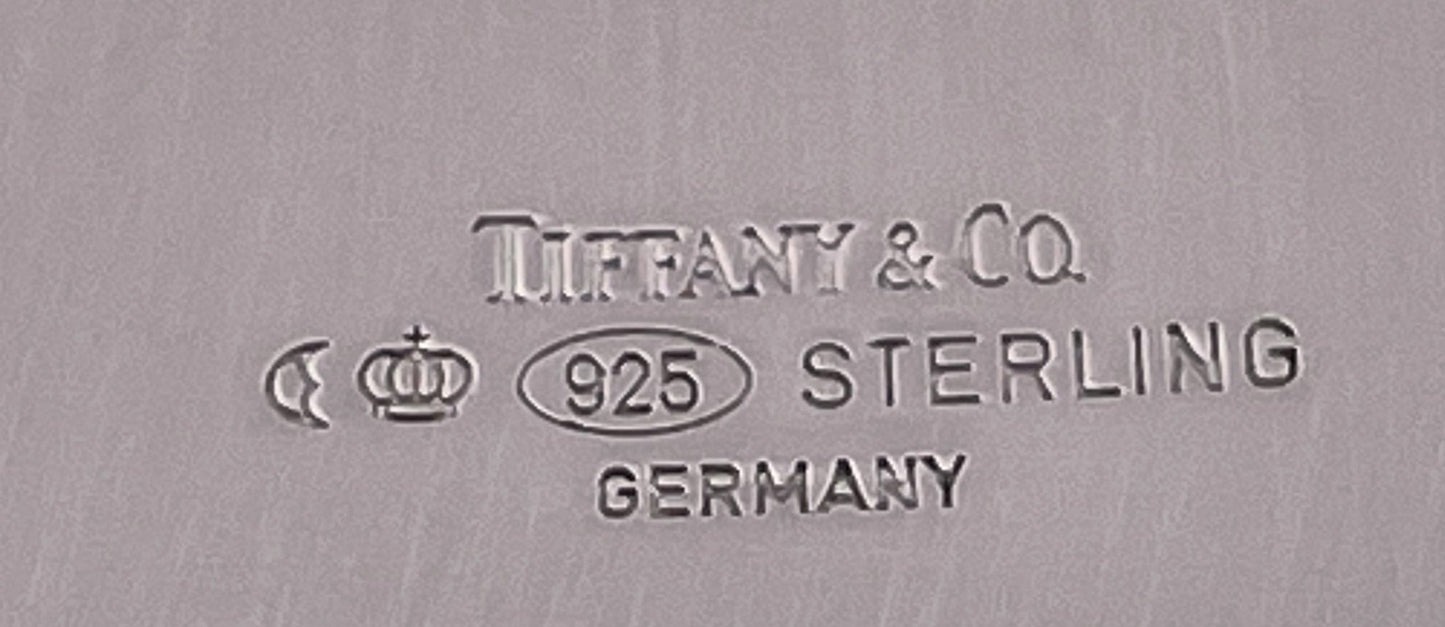 TIFFANY & CO
925 STERLING
GERMANY